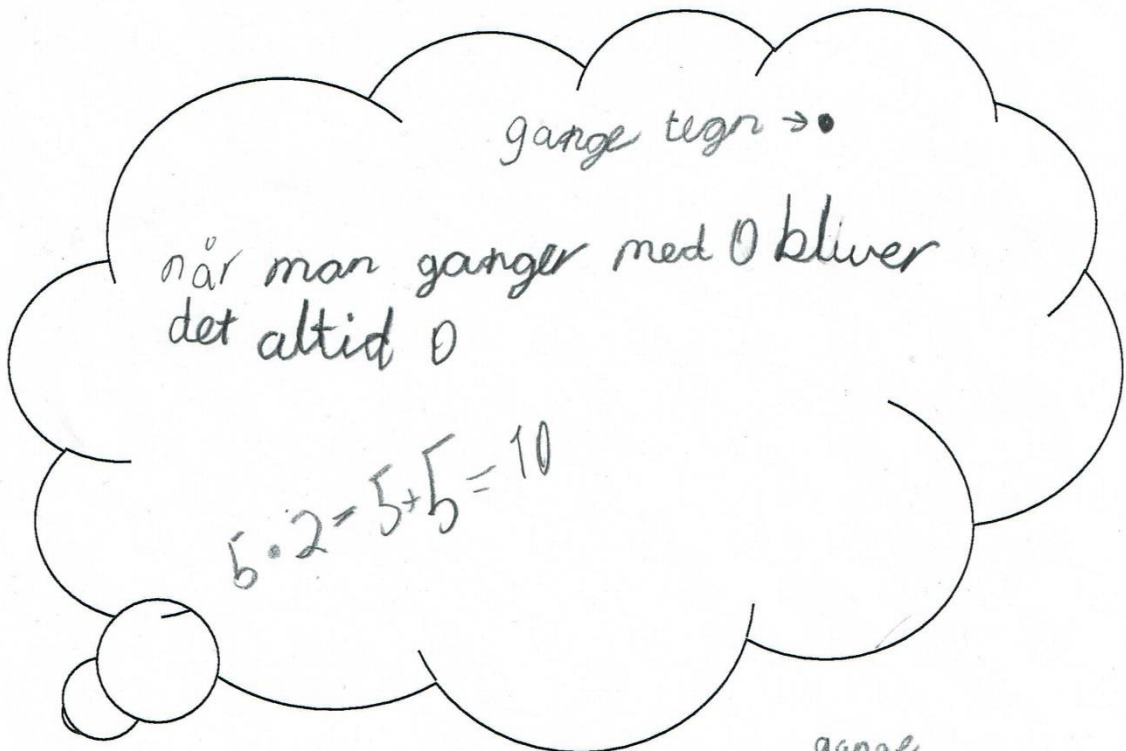 gange tegn → •
når man ganger med 0 bliver
det altid 0
5 • 2 = 5 + 5 = 10
gange